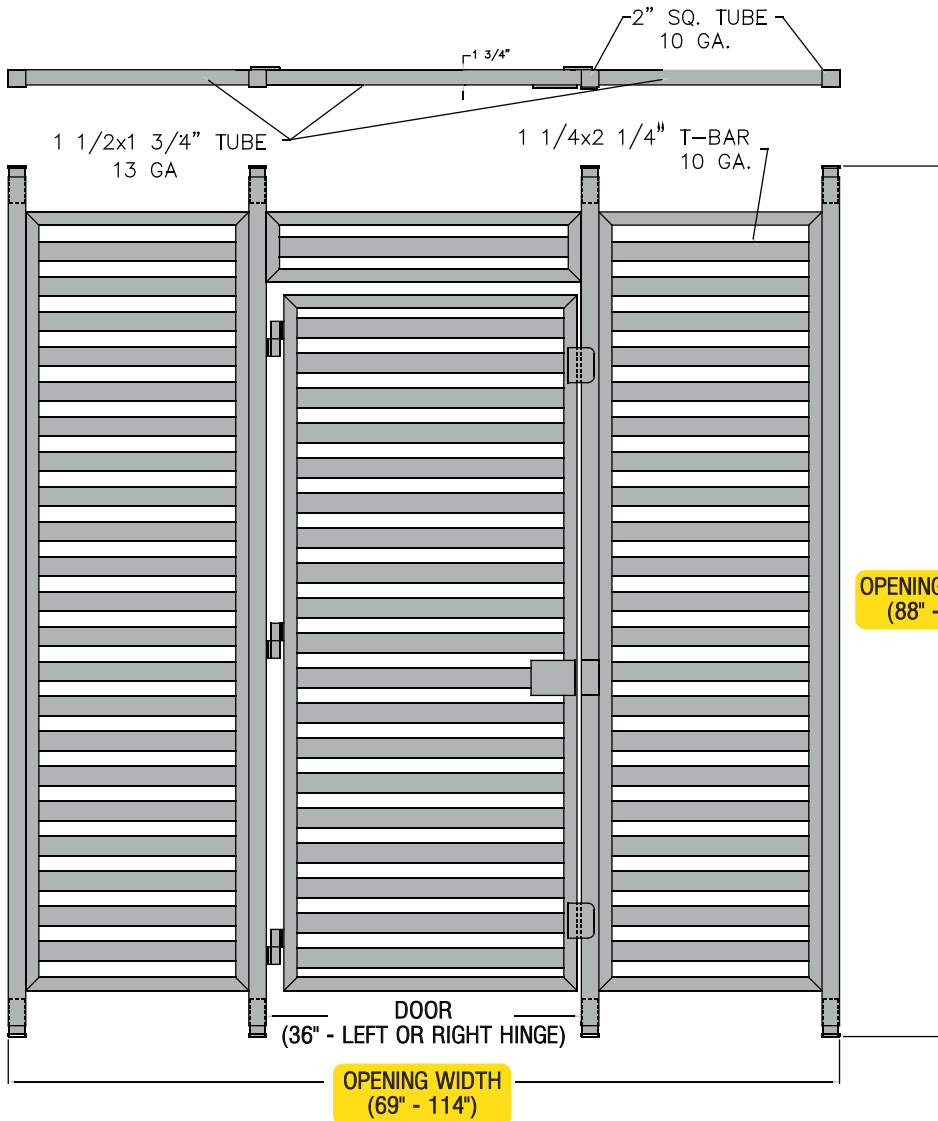 2” SQ. TUBE
10 GA.
1 3/4”
1 1/2x1 3/4” TUBE
13 GA
1 1/4x2 1/4” T-BAR
10 GA.
OPENING
(88" -
DOOR
(36" - LEFT OR RIGHT HINGE)
OPENING WIDTH
(69" - 114")